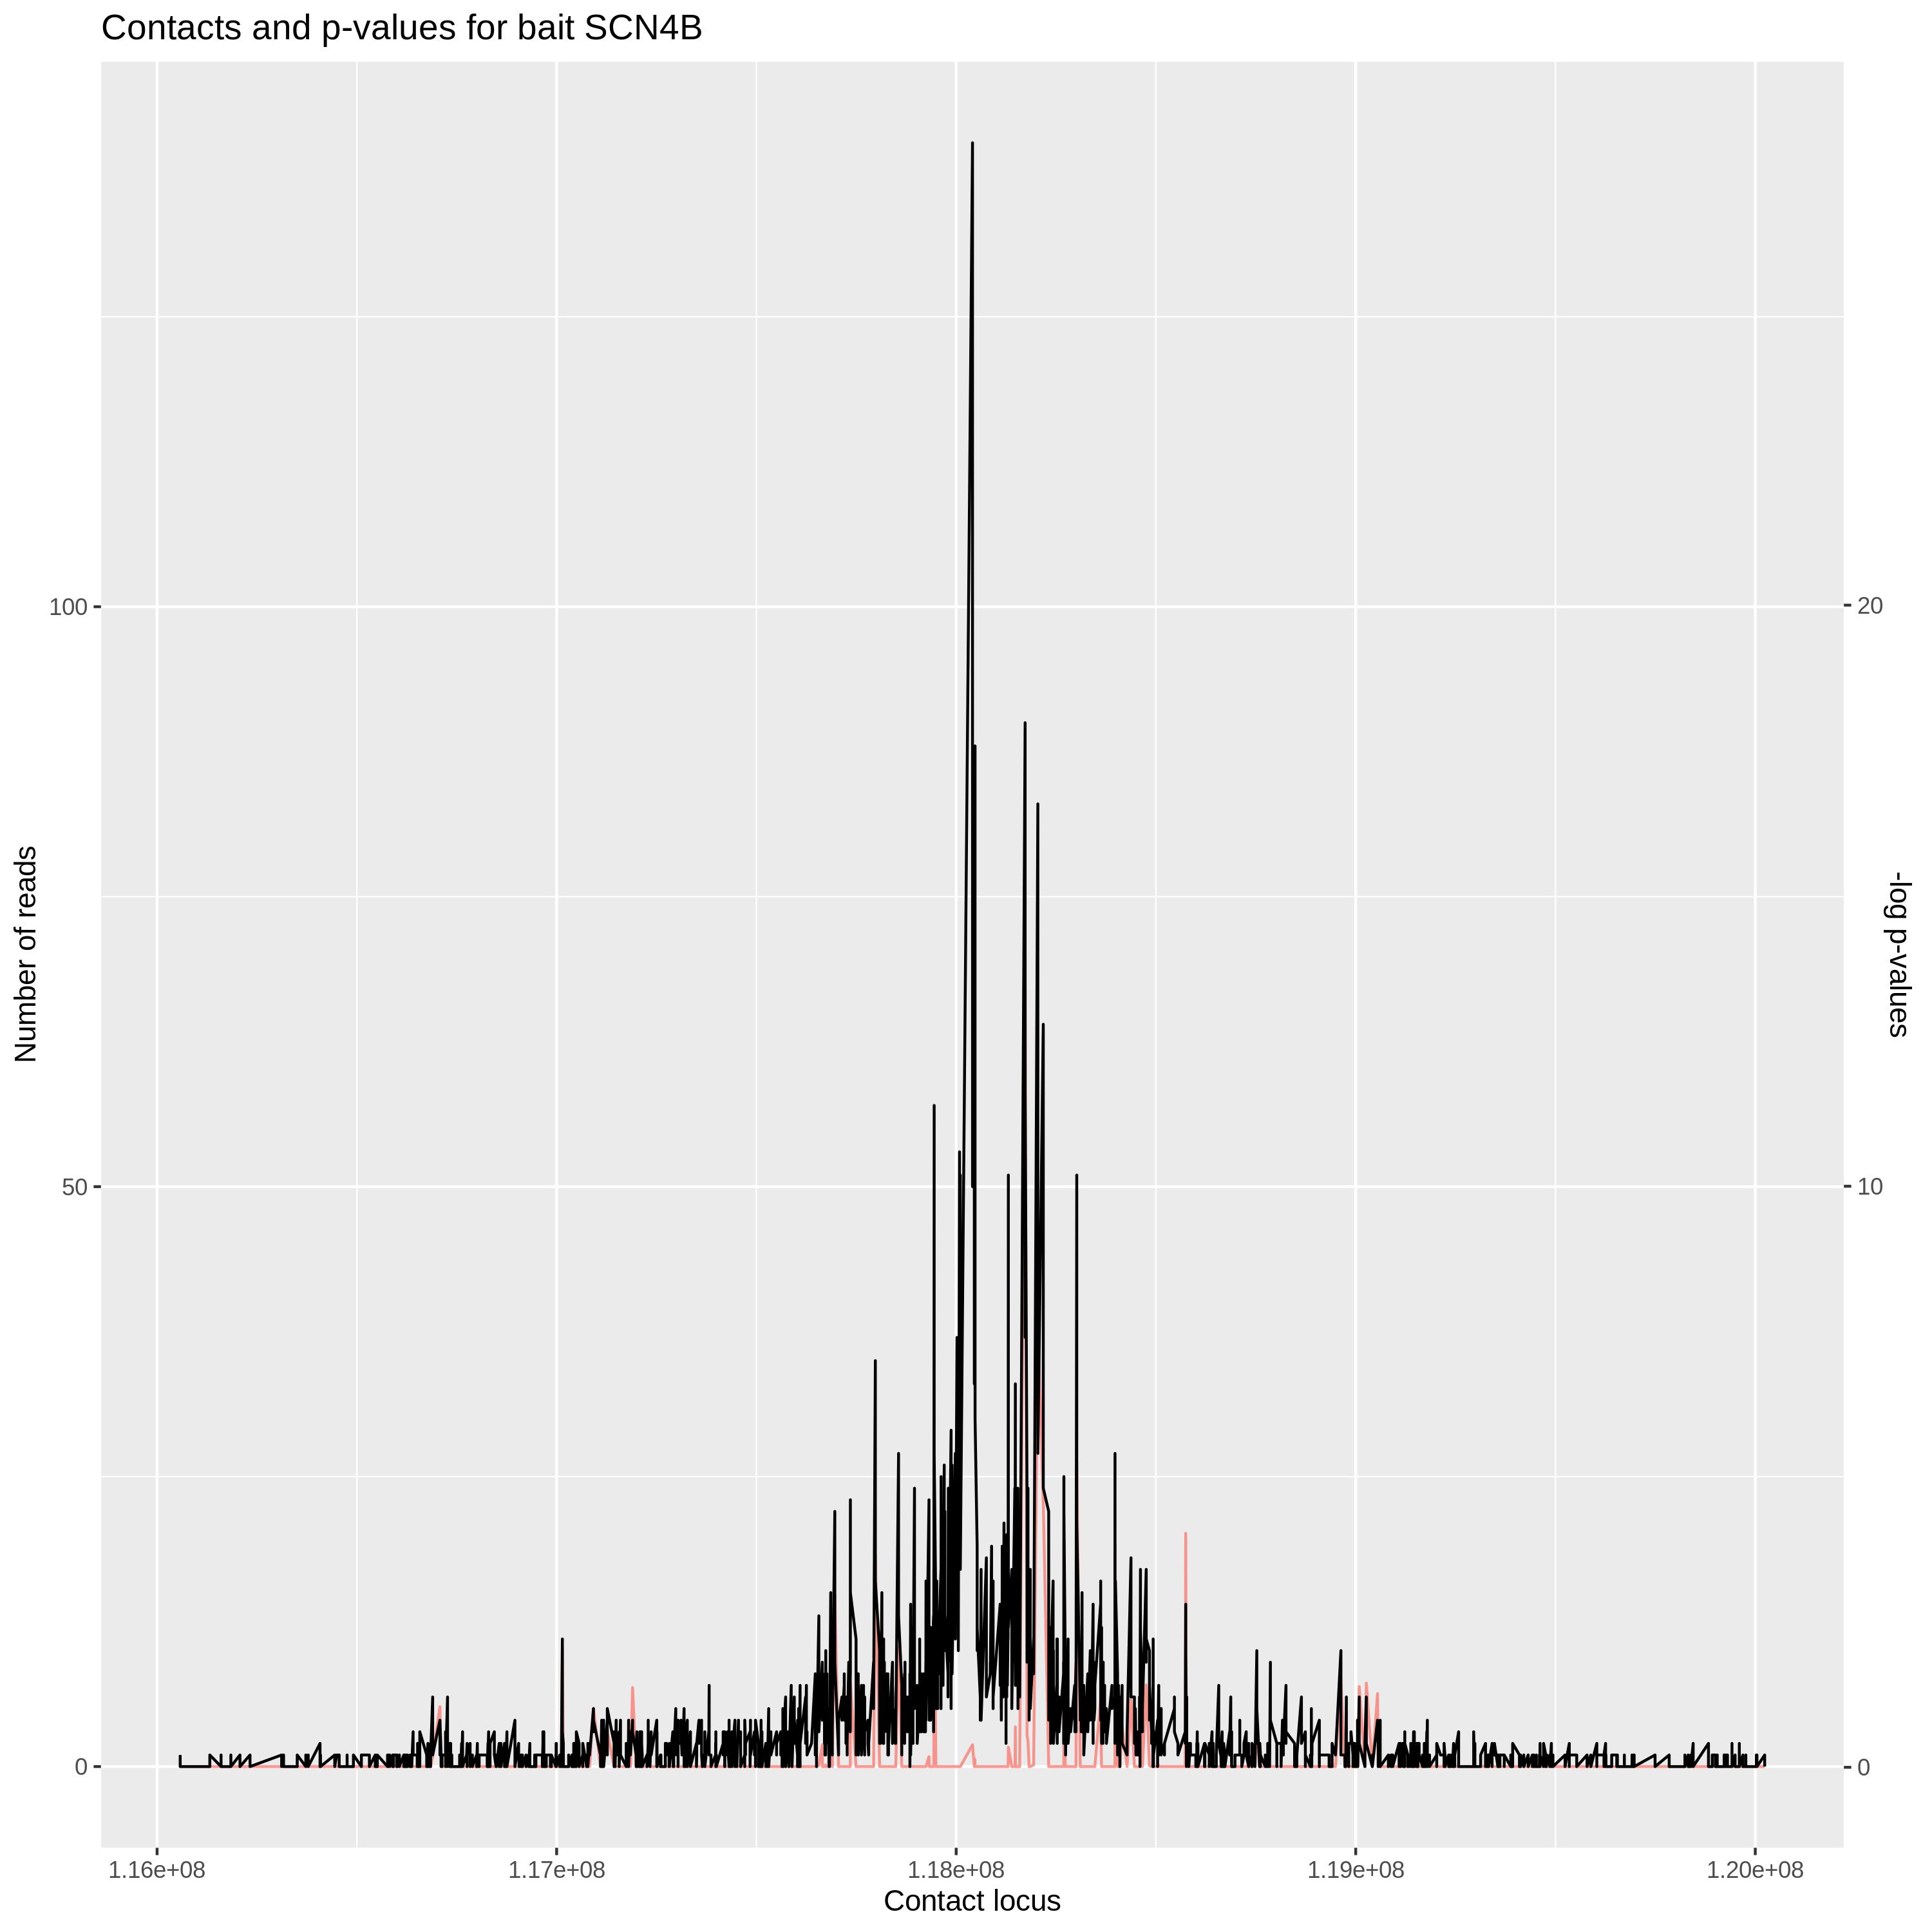 Contacts and p-values for bait SCN4B
Number of reads
100
50
0
20
10
0
-log p-values
1.16e+08
1.17e+08
1.18e+08
1.19e+08
1.20e+08
Contact locus